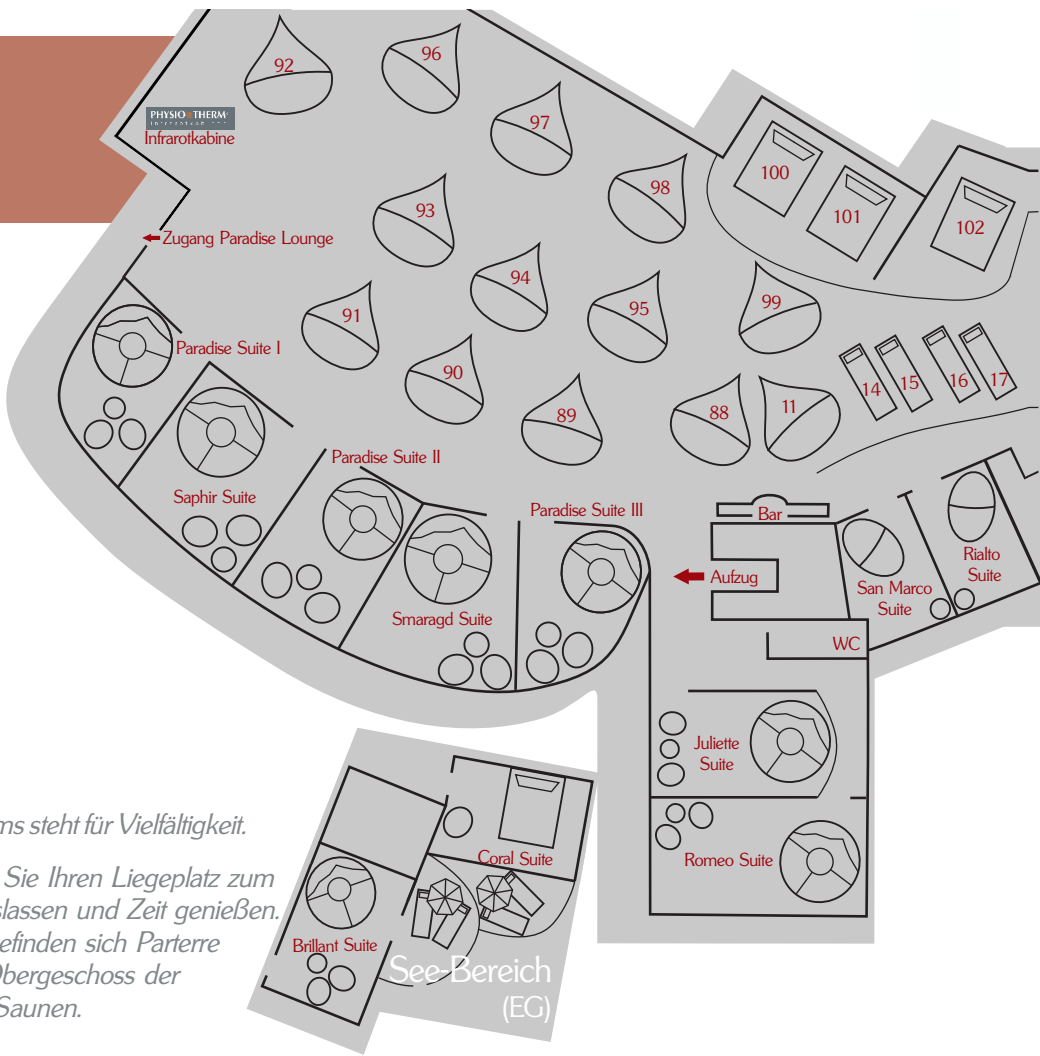 92
96
PHYSIO THERM
Infrarotkabine
97
98
100
101
102
93
Zugang Paradise Lounge
94
95
99
91
Paradise Suite I
90
89
88
11
14
15
16
17
Saphir Suite
Paradise Suite II
Paradise Suite III
Bar
Smaragd Suite
Aufzug
San Marco
Suite
Rialto
Suite
WC
Juliette
Suite
Romeo Suite
Coral Suite
Brillant Suite
See-Bereich
(EG)
ms steht für Vielfältigkeit.
Sie Ihren Liegeplatz zum
slassen und Zeit genießen.
efinden sich Parterre
Obergeschoss der
Saunen.